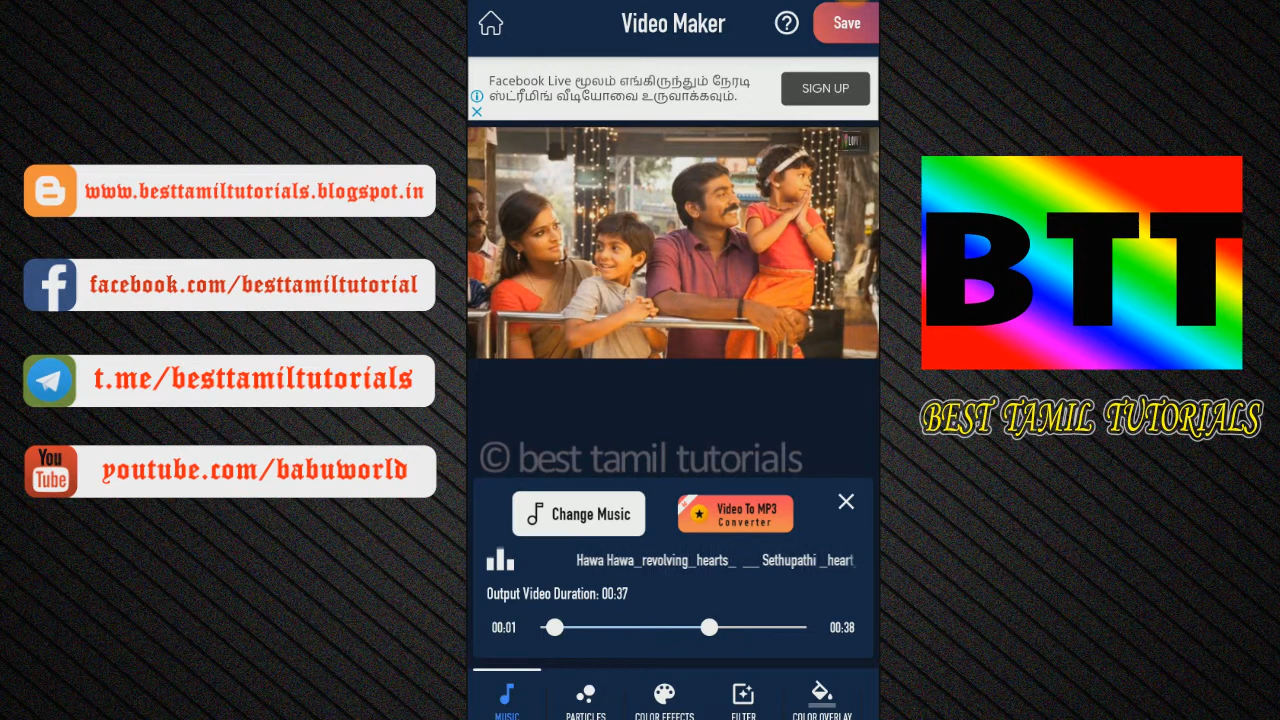 Video Maker
Save
Facebook Live மூலம் எங்கிருந்தும் நேரடி
ஸ்ட்ரீமிங் வீடியோவை உருவாக்கவும்.
SIGN UP
www.besttamiltutorials.blogspot.in
facebook.com/besttamiltutorial
t.me/besttamiltutorials
You
Tube
youtube.com/babuworld
BTT
BEST TAMIL TUTORIALS
© best tamil tutorials
Change Music
Video To MP3
Converter
Hawa Hawa_revolving_hearts_ __ Sethupathi _heart_
Output Video Duration: 00:37
00:01
00:38
MUSIC
PARTICLES
COLOR EFFECTS
FILTER
COLOR OVERLAY